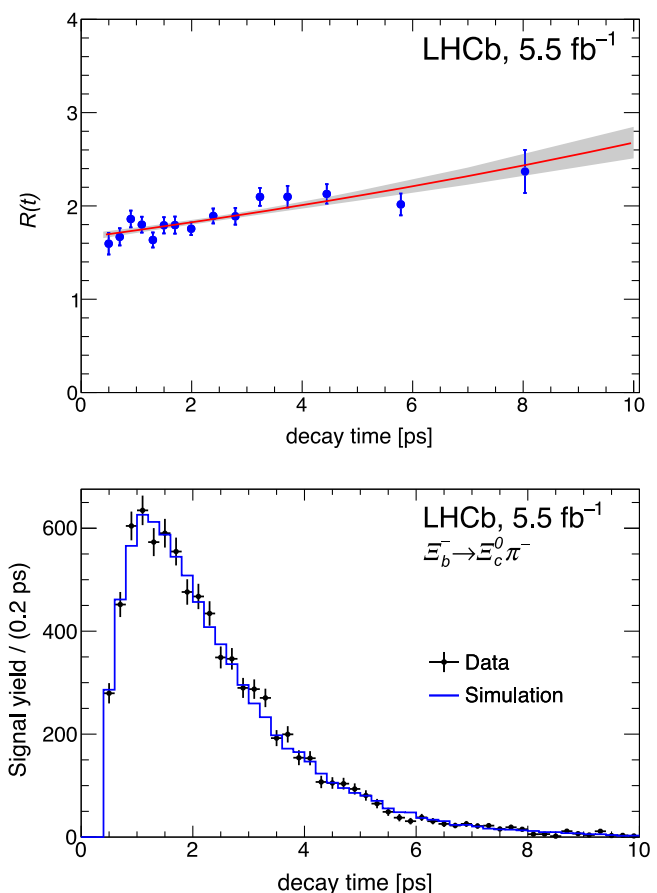 LHCb, 5.5 fb⁻¹
R(t)
4
3
2
1
0
0 2 4 6 8 10
decay time [ps]
LHCb, 5.5 fb⁻¹
Ξb⁻→Ξc⁰π⁻
Signal yield / (0.2 ps)
600
400
200
0
Data
Simulation
0 2 4 6 8 10
decay time [ps]